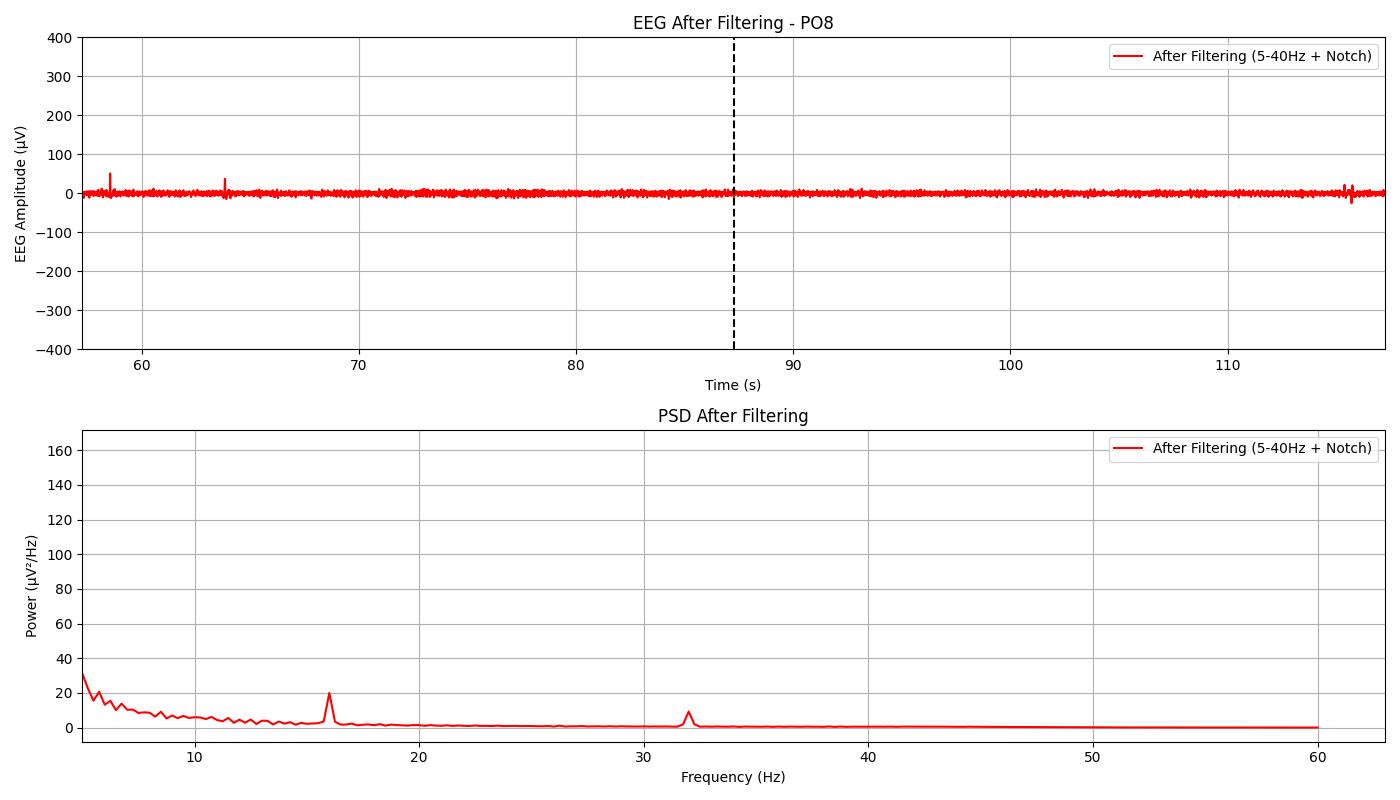 EEG After Filtering - PO8
After Filtering (5-40Hz + Notch)
EEG Amplitude (µV)
400
300
200
100
0
−100
−200
−300
−400
60 70 80 90 100 110
Time (s)
PSD After Filtering
After Filtering (5-40Hz + Notch)
Power (µV²/Hz)
160
140
120
100
80
60
40
20
0
10 20 30 40 50 60
Frequency (Hz)